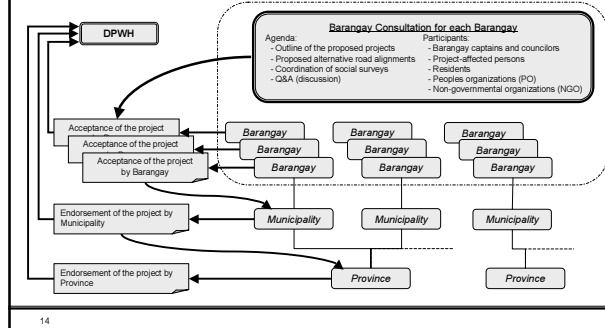 DPWH
Barangay Consultation for each Barangay
Agenda:
- Outline of the proposed projects
- Proposed alternative road alignments
- Coordination of social surveys
- Q&A (discussion)
Participants:
- Barangay captains and councilors
- Project-affected persons
- Residents
- Peoples organizations (PO)
- Non-governmental organizations (NGO)
Acceptance of the project
Acceptance of the project
Acceptance of the project
by Barangay
Barangay
Barangay
Barangay
Barangay
Barangay
Barangay
Barangay
Barangay
Barangay
Endorsement of the project by
Municipality
Municipality
Municipality
Municipality
Endorsement of the project by
Province
Province
Province
14